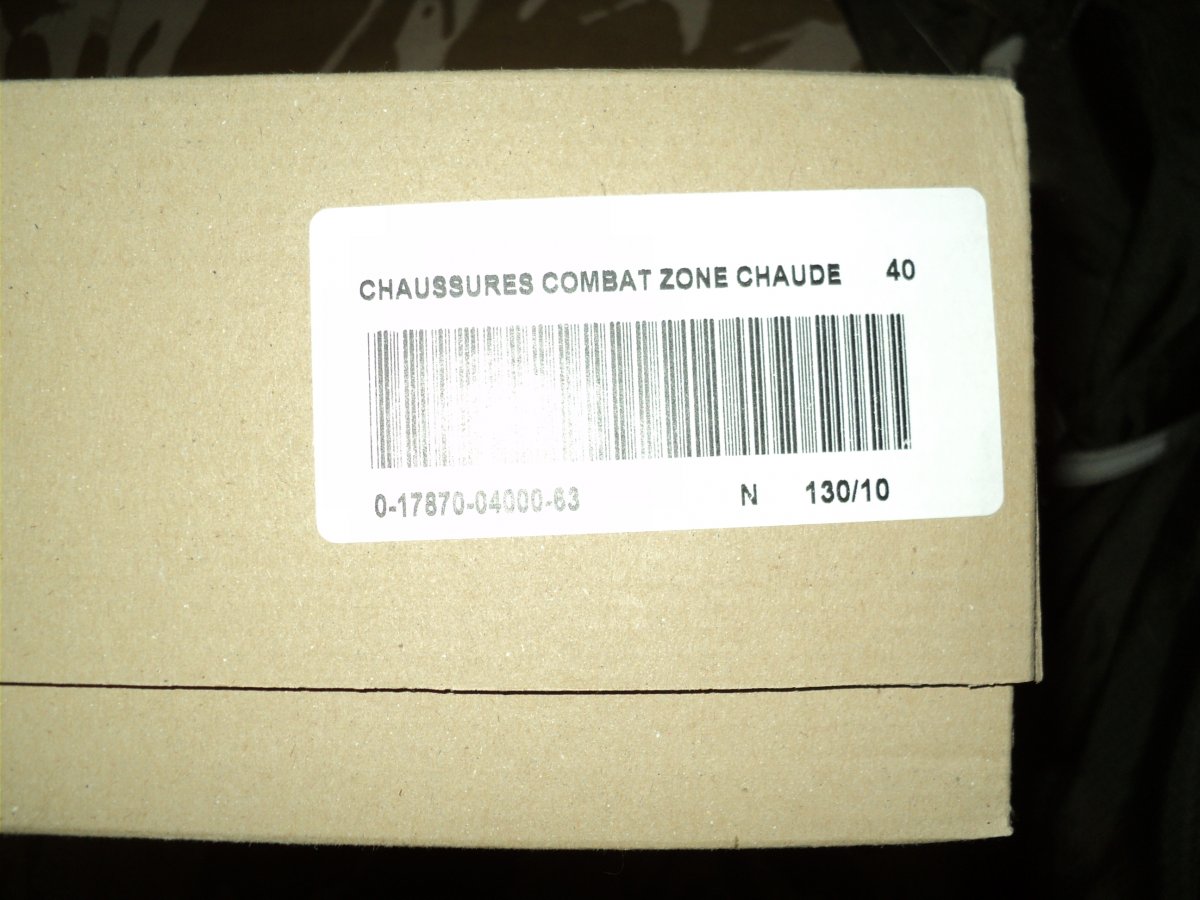 CHAUSSURES COMBAT ZONE CHAUDE 40
0-17870-04000-63 N 130/10